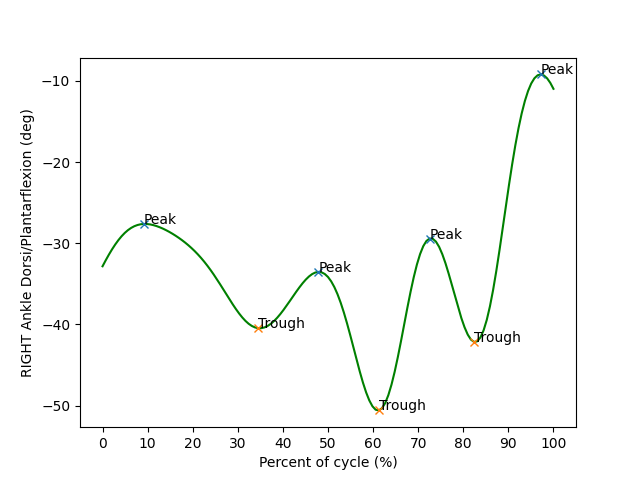 Peak
−10
−20
Peak
Peak
−30
Peak
Trough
−40
Trough
Trough
−50
0 10 20 30 40 50 60 70 80 90 100
Percent of cycle (%)
RIGHT Ankle Dorsi/Plantarflexion (deg)